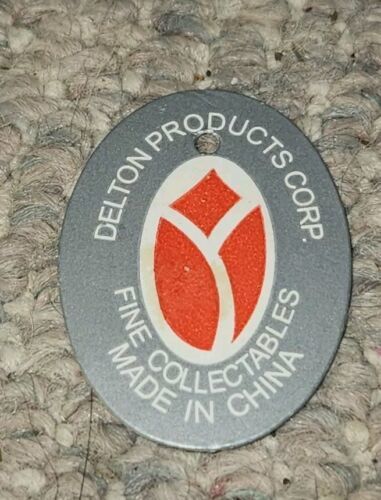 DELTON PRODUCTS CORP.
FINE COLLECTABLES
MADE IN CHINA